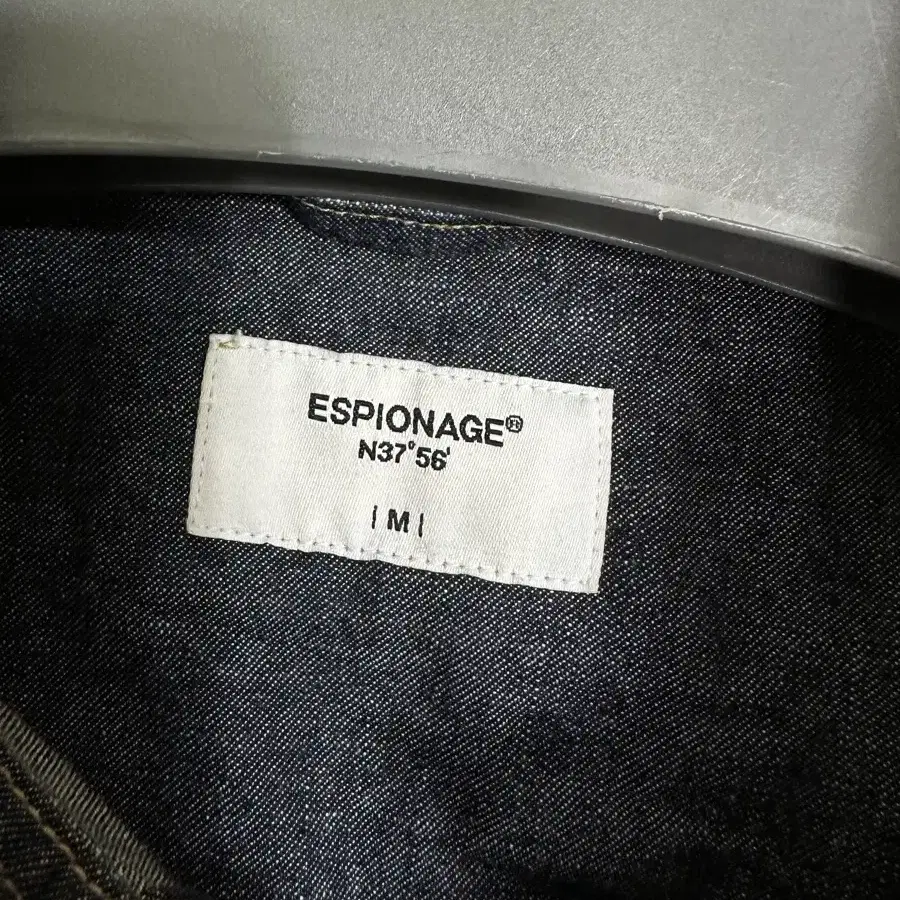 ESPIONAGE®
N37°56'
| M |